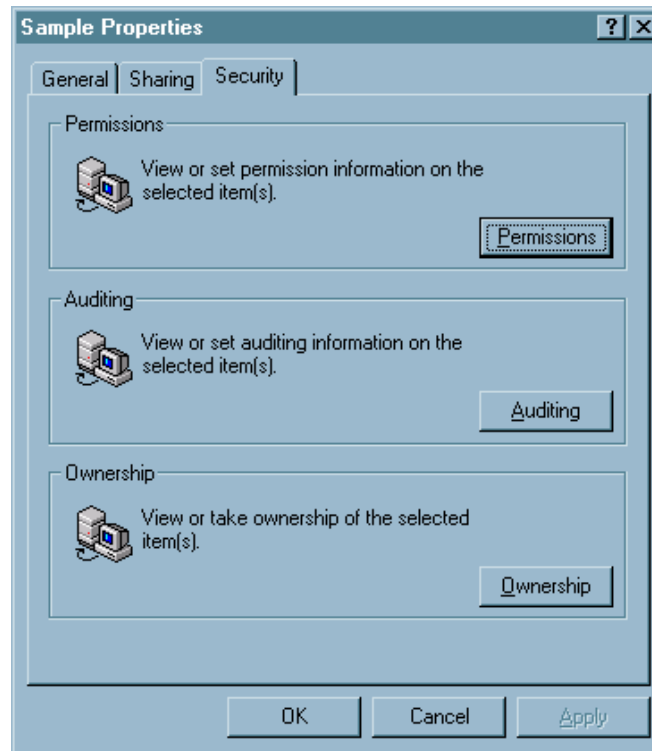 Sample Properties
?
General Sharing Security
Permissions
View or set permission information on the
selected item(s).
Permissions
Auditing
View or set auditing information on the
selected item(s).
Auditing
Ownership
View or take ownership of the selected
item(s).
Ownership
OK Cancel Apply